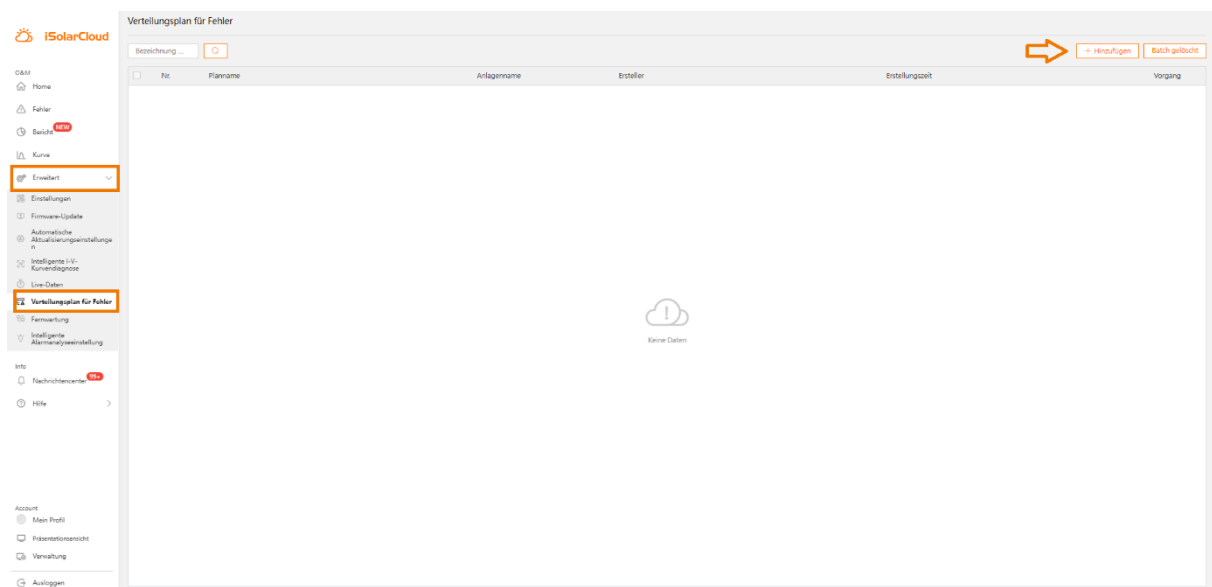 iSolarCloud
O&M
Home
Fehler
Bericht NEW
Kurve
Erweitert
Einstellungen
Firmware-Update
Automatische
Aktualisierungseinstellunge
n
Intelligente I-V-
Kurvendiagnose
Live-Daten
Verteilungsplan für Fehler
Fernwartung
Intelligente
Alarmanalyseeinstellung
Info
Nachrichtencenter 99+
Hilfe
Account
Mein Profil
Präsentationsansicht
Verwaltung
Ausloggen
Verteilungsplan für Fehler
Bezeichnung ...
+ Hinzufügen Batch gelöscht
Nr. Planname Anlagenname Ersteller Erstellungszeit Vorgang
Keine Daten